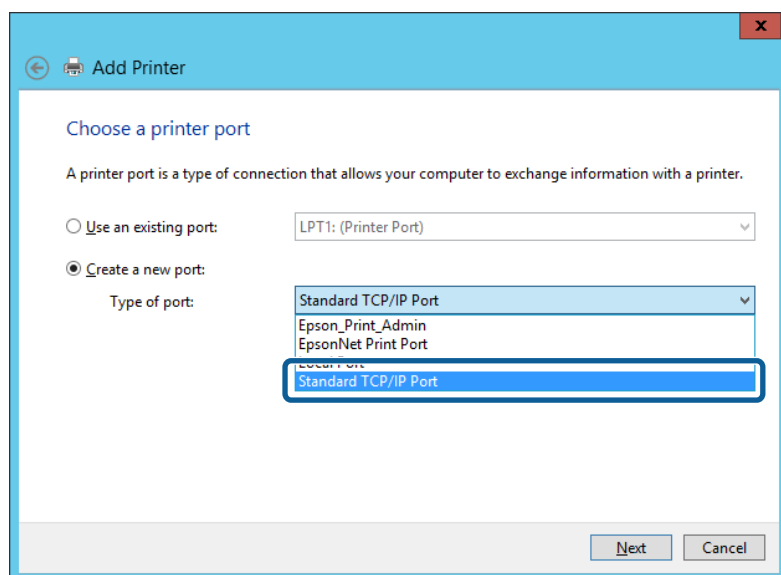 x
Add Printer
Choose a printer port
A printer port is a type of connection that allows your computer to exchange information with a printer.
Use an existing port: LPT1: (Printer Port)
Create a new port:
Type of port: Standard TCP/IP Port
Epson_Print_Admin
EpsonNet Print Port
Local Port
Standard TCP/IP Port
Next Cancel